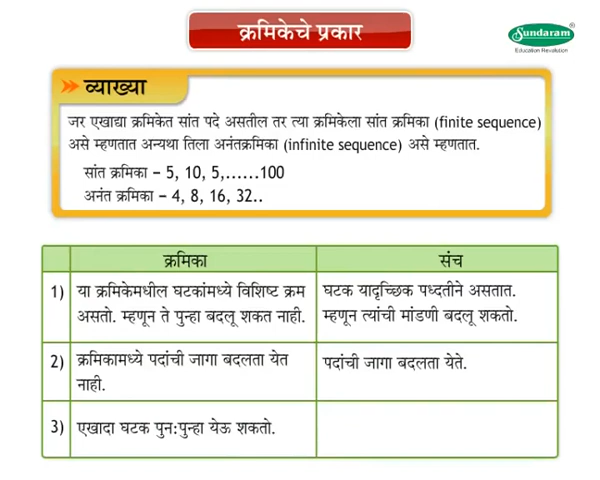 क्रमिकेचे प्रकार
Sundaram®
Education Revolution
व्याख्या
जर एखाद्या क्रमिकेत सांत पदे असतील तर त्या क्रमिकेला सांत क्रमिका (finite sequence)
असे म्हणतात अन्यथा तिला अनंतक्रमिका (infinite sequence) असे म्हणतात.
सांत क्रमिका – 5, 10, 5,......100
अनंत क्रमिका – 4, 8, 16, 32..
क्रमिका संच
1) या क्रमिकेमधील घटकांमध्ये विशिष्ट क्रम घटक यादृच्छिक पध्दतीने असतात.
असतो. म्हणून ते पुन्हा बदलू शकत नाही. म्हणून त्यांची मांडणी बदलू शकतो.
2) क्रमिकामध्ये पदांची जागा बदलता येत पदांची जागा बदलता येते.
नाही.
3) एखादा घटक पुन:पुन्हा येऊ शकतो.